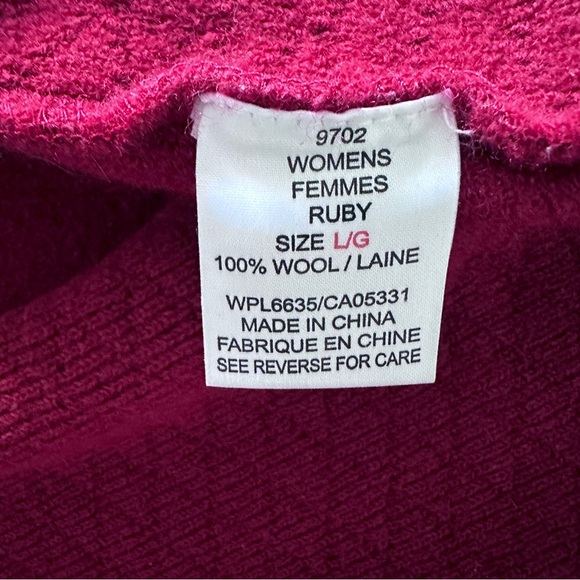 9702
WOMENS
FEMMES
RUBY
SIZE L/G
100% WOOL / LAINE
WPL6635/CA05331
MADE IN CHINA
FABRIQUE EN CHINE
SEE REVERSE FOR CARE